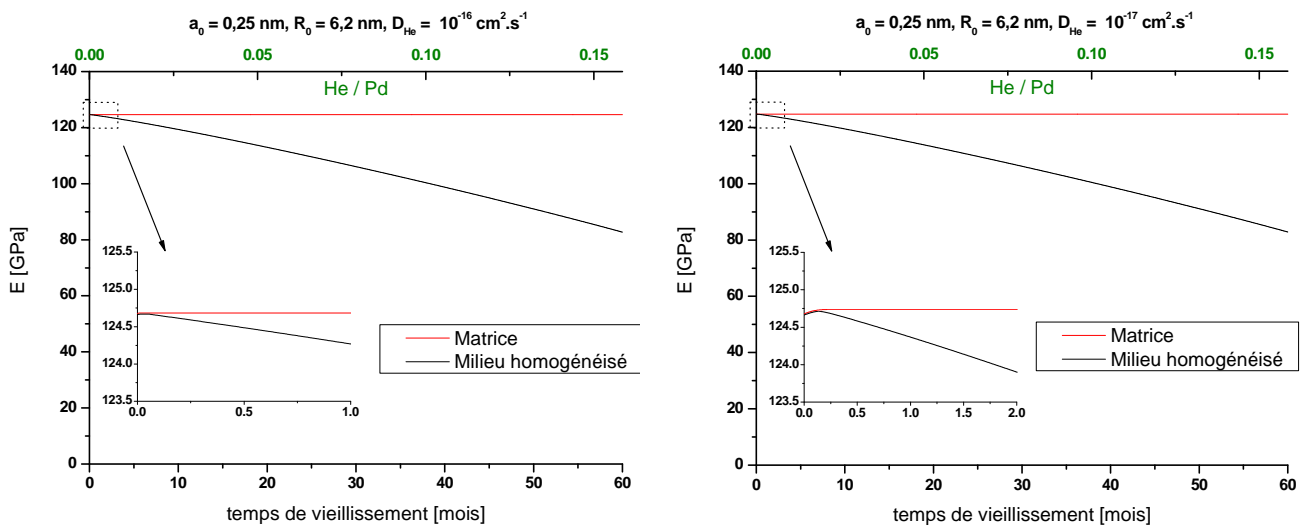 a₀ = 0,25 nm, R₀ = 6,2 nm, D_He = 10⁻¹⁶ cm².s⁻¹
0.00 0.05 0.10 0.15
He / Pd
140
120
100
80
60
40
20
0
E [GPa]
125.5
125.0
124.5
124.0
123.5
0.0 0.5 1.0
Matrice
Milieu homogénéisé
0 10 20 30 40 50 60
temps de vieillissement [mois]
a₀ = 0,25 nm, R₀ = 6,2 nm, D_He = 10⁻¹⁷ cm².s⁻¹
0.00 0.05 0.10 0.15
He / Pd
140
120
100
80
60
40
20
0
E [GPa]
125.5
125.0
124.5
124.0
123.5
0.0 0.5 1.0 1.5 2.0
Matrice
Milieu homogénéisé
0 10 20 30 40 50 60
temps de vieillissement [mois]